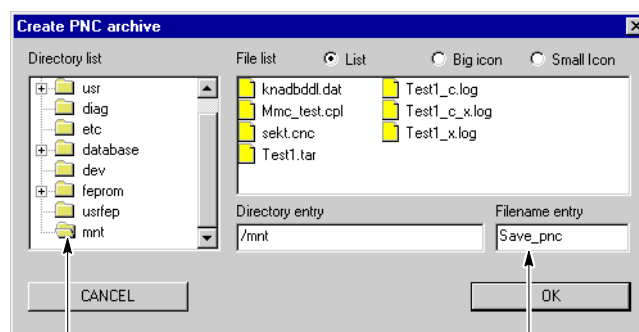 Create PNC archive
Directory list
File list
List
Big icon
Small Icon
usr
diag
etc
database
dev
feprom
usrfep
mnt
knadbddl.dat
Mmc_test.cpl
sekt.cnc
Test1.tar
Test1_c.log
Test1_c_x.log
Test1_x.log
Directory entry
/mnt
Filename entry
Save_pnc
CANCEL
OK